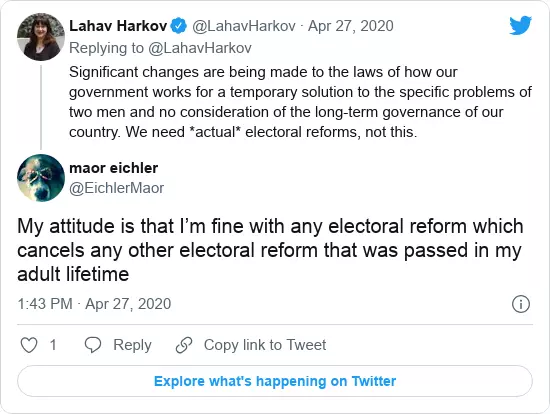 Lahav Harkov @LahavHarkov · Apr 27, 2020
Replying to @LahavHarkov
Significant changes are being made to the laws of how our
government works for a temporary solution to the specific problems of
two men and no consideration of the long-term governance of our
country. We need *actual* electoral reforms, not this.
maor eichler
@EichlerMaor
My attitude is that I’m fine with any electoral reform which
cancels any other electoral reform that was passed in my
adult lifetime
1:43 PM · Apr 27, 2020
1 Reply Copy link to Tweet
Explore what's happening on Twitter